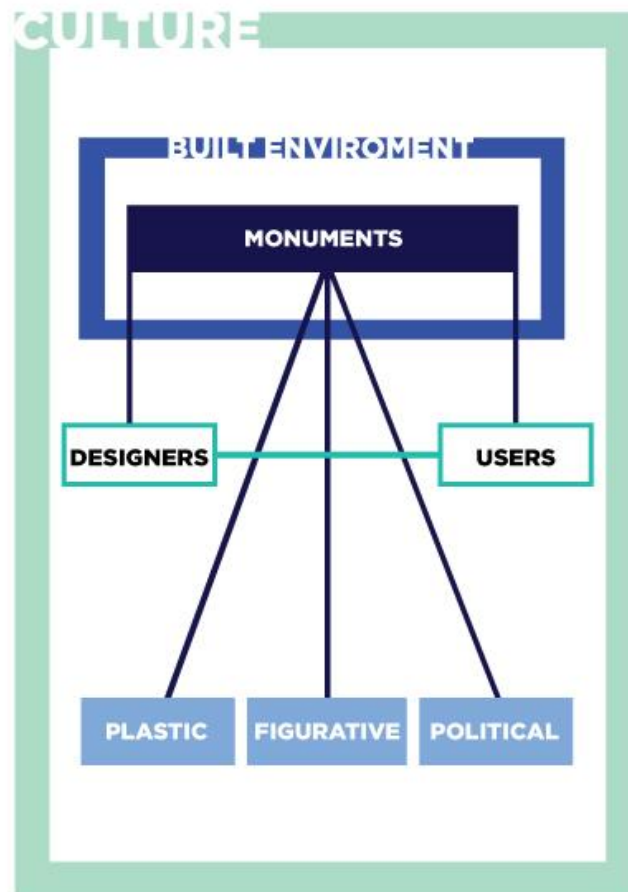 CULTURE
BUILT ENVIROMENT
MONUMENTS
DESIGNERS
USERS
PLASTIC
FIGURATIVE
POLITICAL